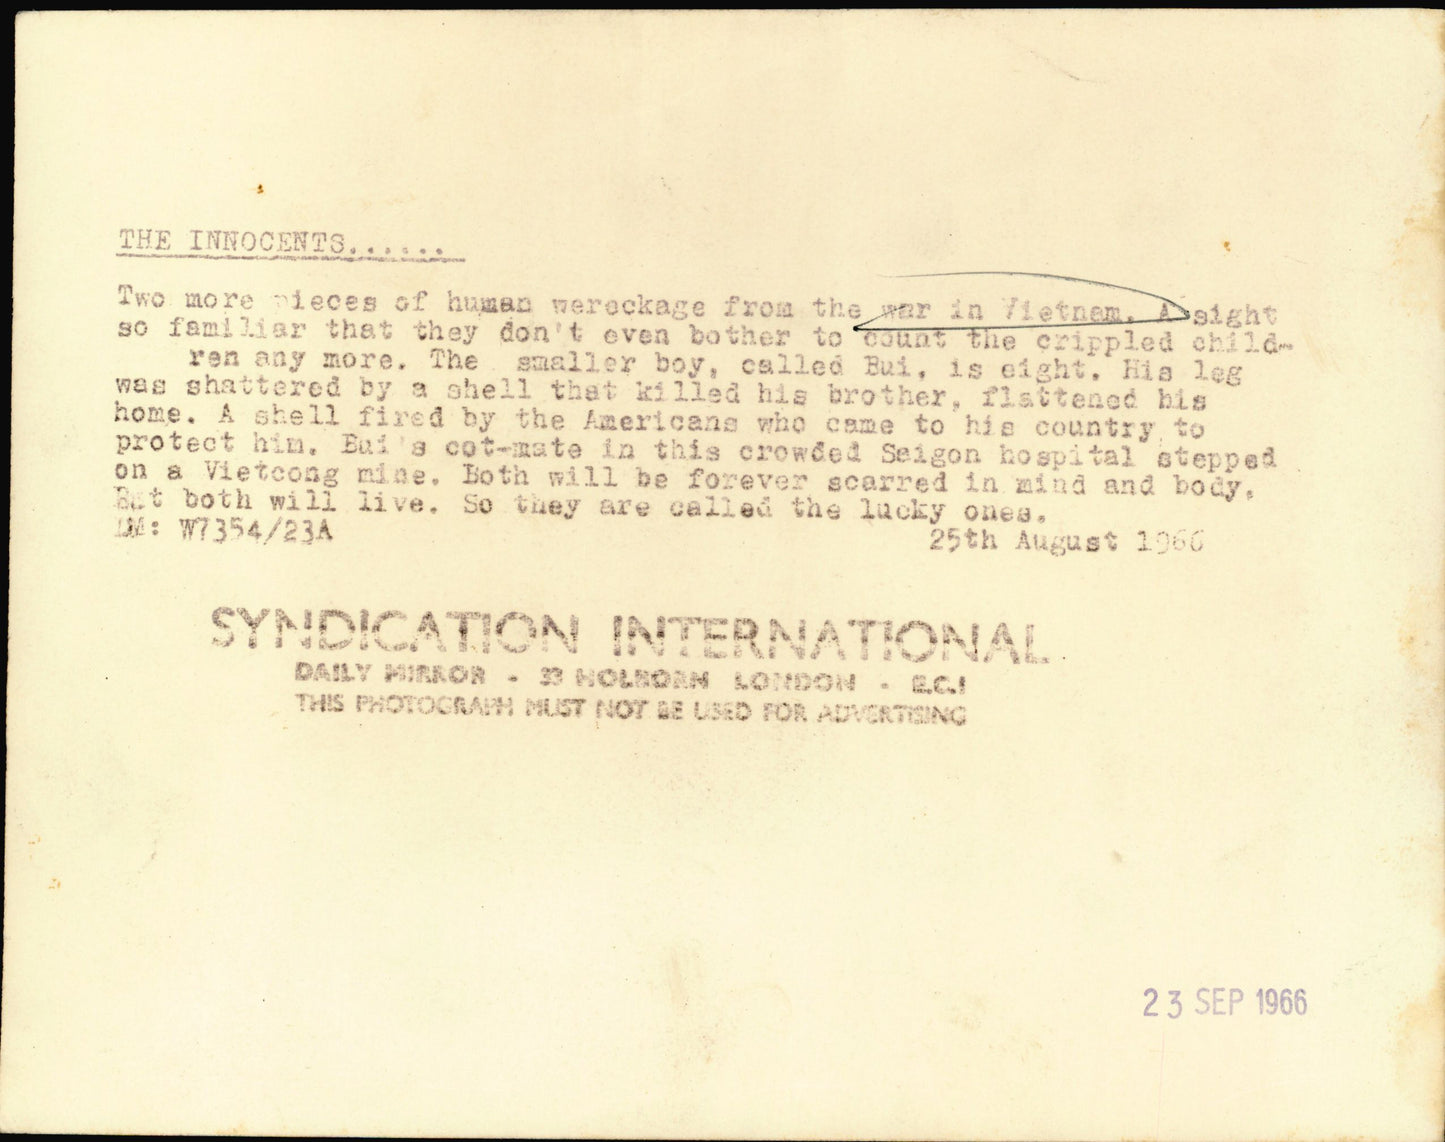 THE INNOCENTS......
Two more pieces of human wereckage from the war in Vietnam. A sight
so familiar that they don't even bother to count the crippled child-
ren any more. The smaller boy, called Bui, is eight. His leg
was shattered by a shell that killed his brother, flattened his
home. A shell fired by the Americans who came to his country to
protect him. Bui's cot-mate in this crowded Saigon hospital stepped
on a Vietcong mine. Both will be forever scarred in mind and body.
But both will live. So they are called the lucky ones.
DM: W7354/23A 25th August 1966
SYNDICATION INTERNATIONAL
DAILY MIRROR - 33 HOLBORN LONDON - E.C.1
THIS PHOTOGRAPH MUST NOT BE USED FOR ADVERTISING
23 SEP 1966